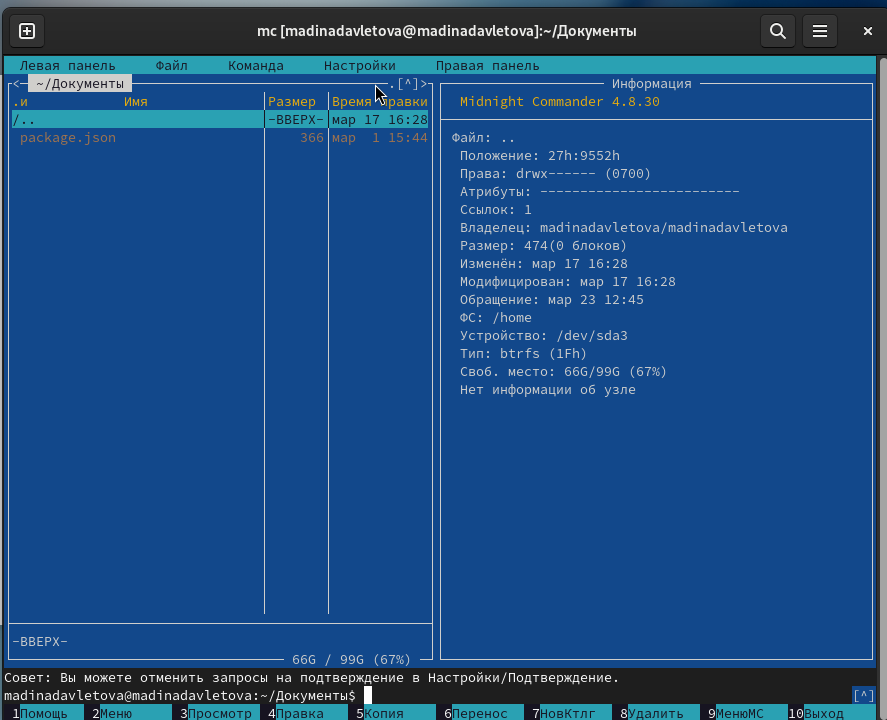 mc [madinadavletova@madinadavletova]:~/Документы
Левая панель Файл Команда Настройки Правая панель
<─ ~/Документы .[^]>
.и Имя Размер Время правки
/.. -ВВЕРХ- мар 17 16:28
package.json 366 мар 1 15:44
-ВВЕРХ-
66G / 99G (67%)
Информация
Midnight Commander 4.8.30
Файл: ..
Положение: 27h:9552h
Права: drwx------ (0700)
Атрибуты: -------------------------
Ссылок: 1
Владелец: madinadavletova/madinadavletova
Размер: 474(0 блоков)
Изменён: мар 17 16:28
Модифицирован: мар 17 16:28
Обращение: мар 23 12:45
ФС: /home
Устройство: /dev/sda3
Тип: btrfs (1Fh)
Своб. место: 66G/99G (67%)
Нет информации об узле
Совет: Вы можете отменить запросы на подтверждение в Настройки/Подтверждение.
madinadavletova@madinadavletova:~/Документы$ [^]
1Помощь 2Меню 3Просмотр 4Правка 5Копия 6Перенос 7НовКтлг 8Удалить 9МенюМС 10Выход